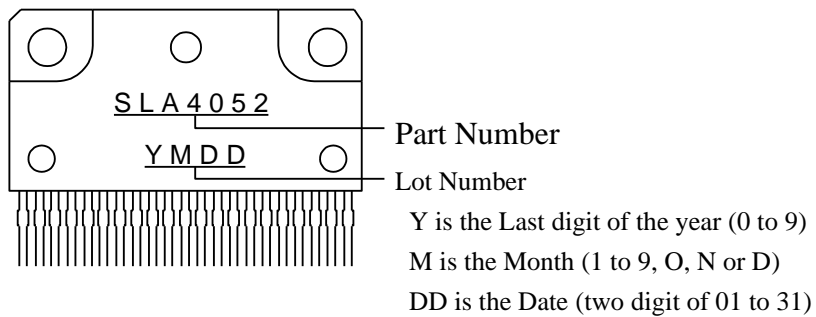 SLA4052
Part Number
YMDD
Lot Number
Y is the Last digit of the year (0 to 9)
M is the Month (1 to 9, O, N or D)
DD is the Date (two digit of 01 to 31)